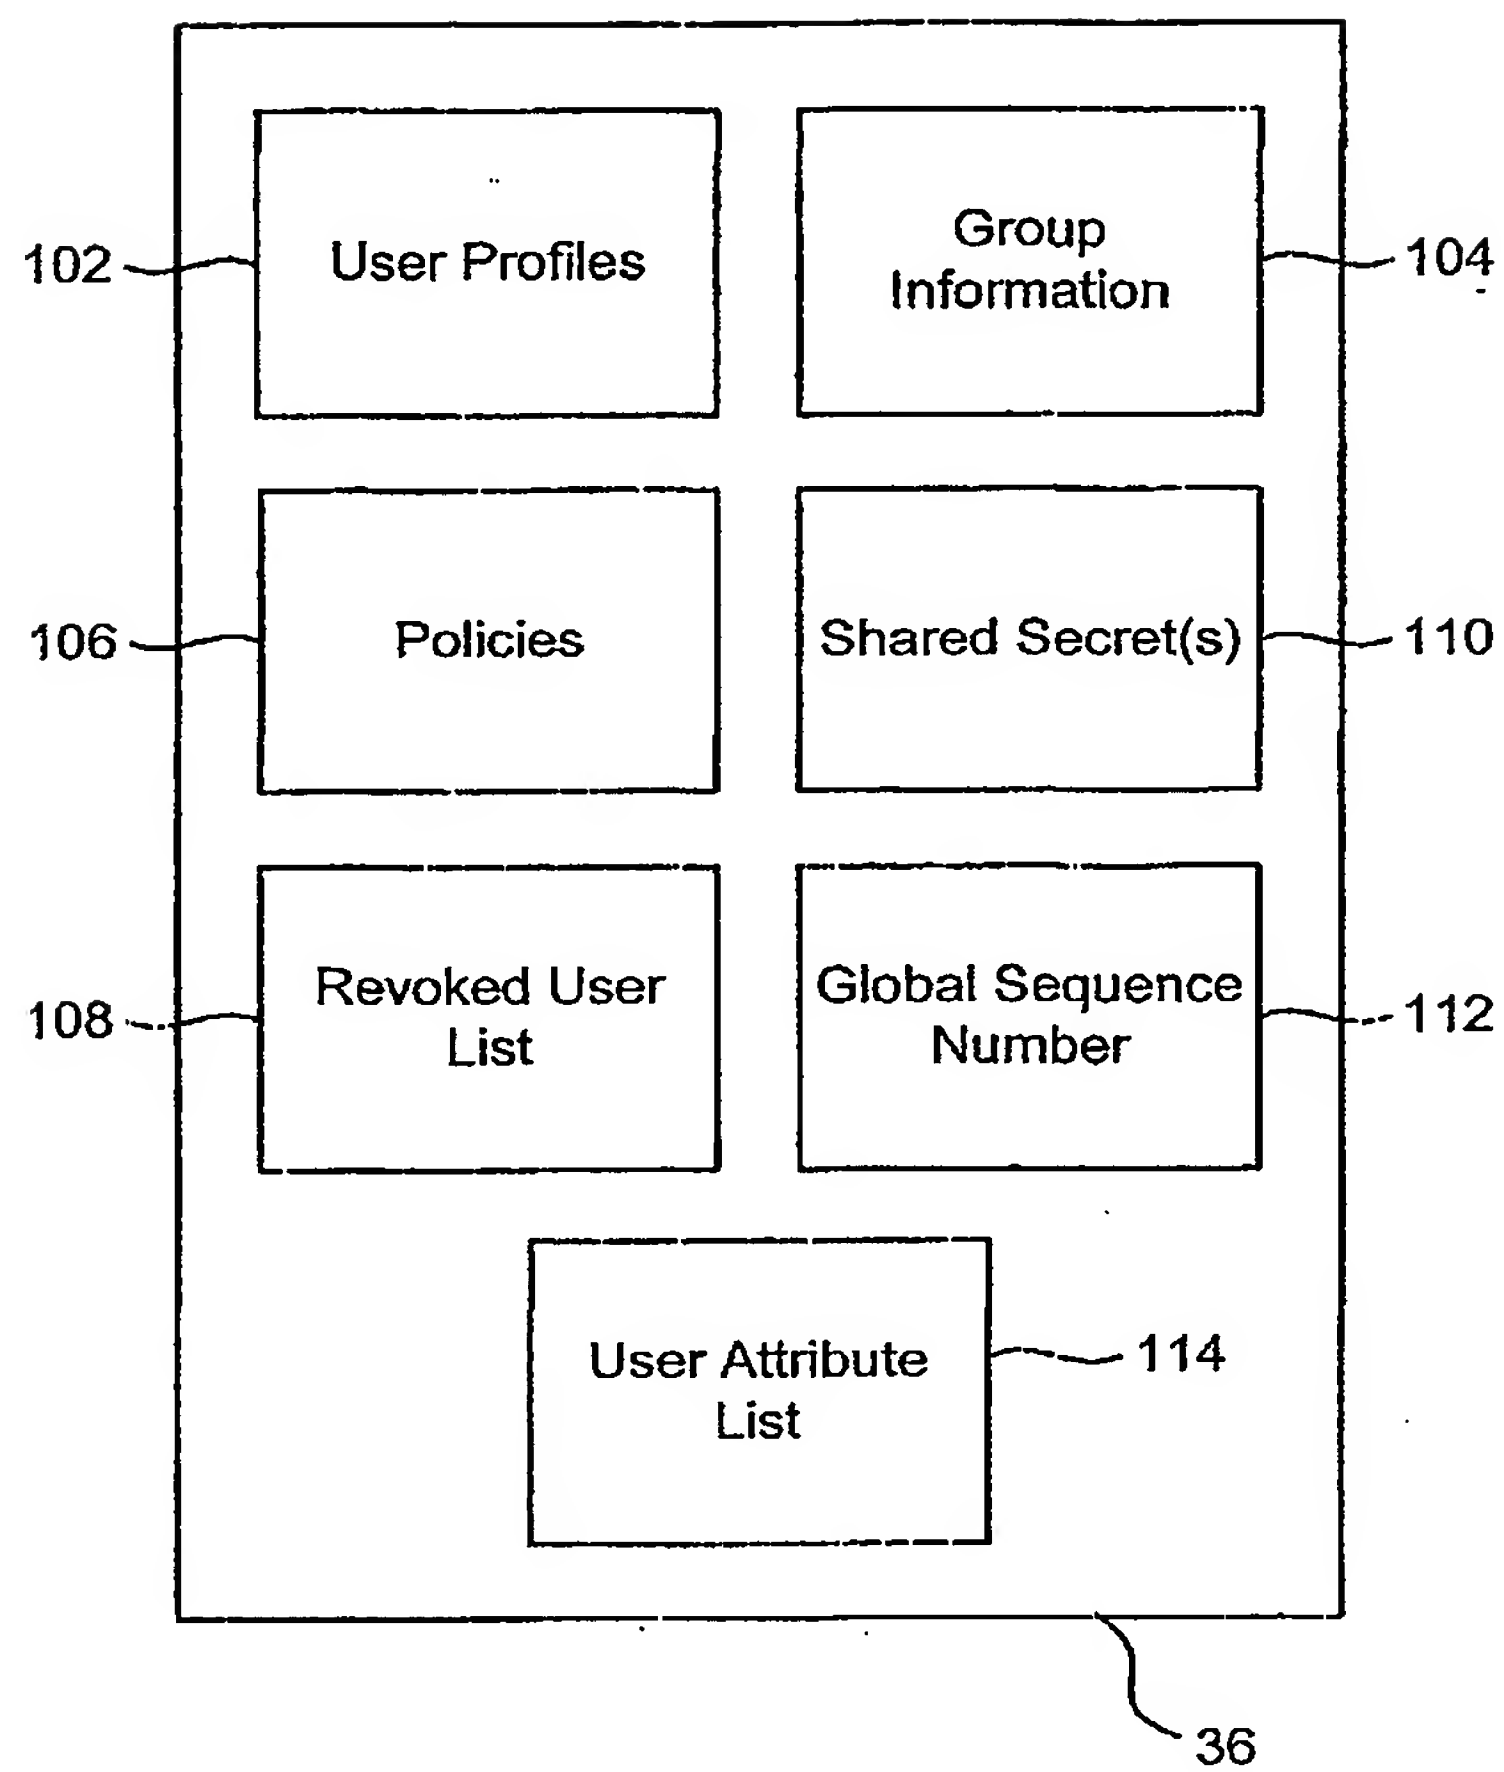 102
User Profiles
Group
Information
104
106
Policies
Shared Secret(s)
110
108
Revoked User
List
Global Sequence
Number
112
User Attribute
List
114
36